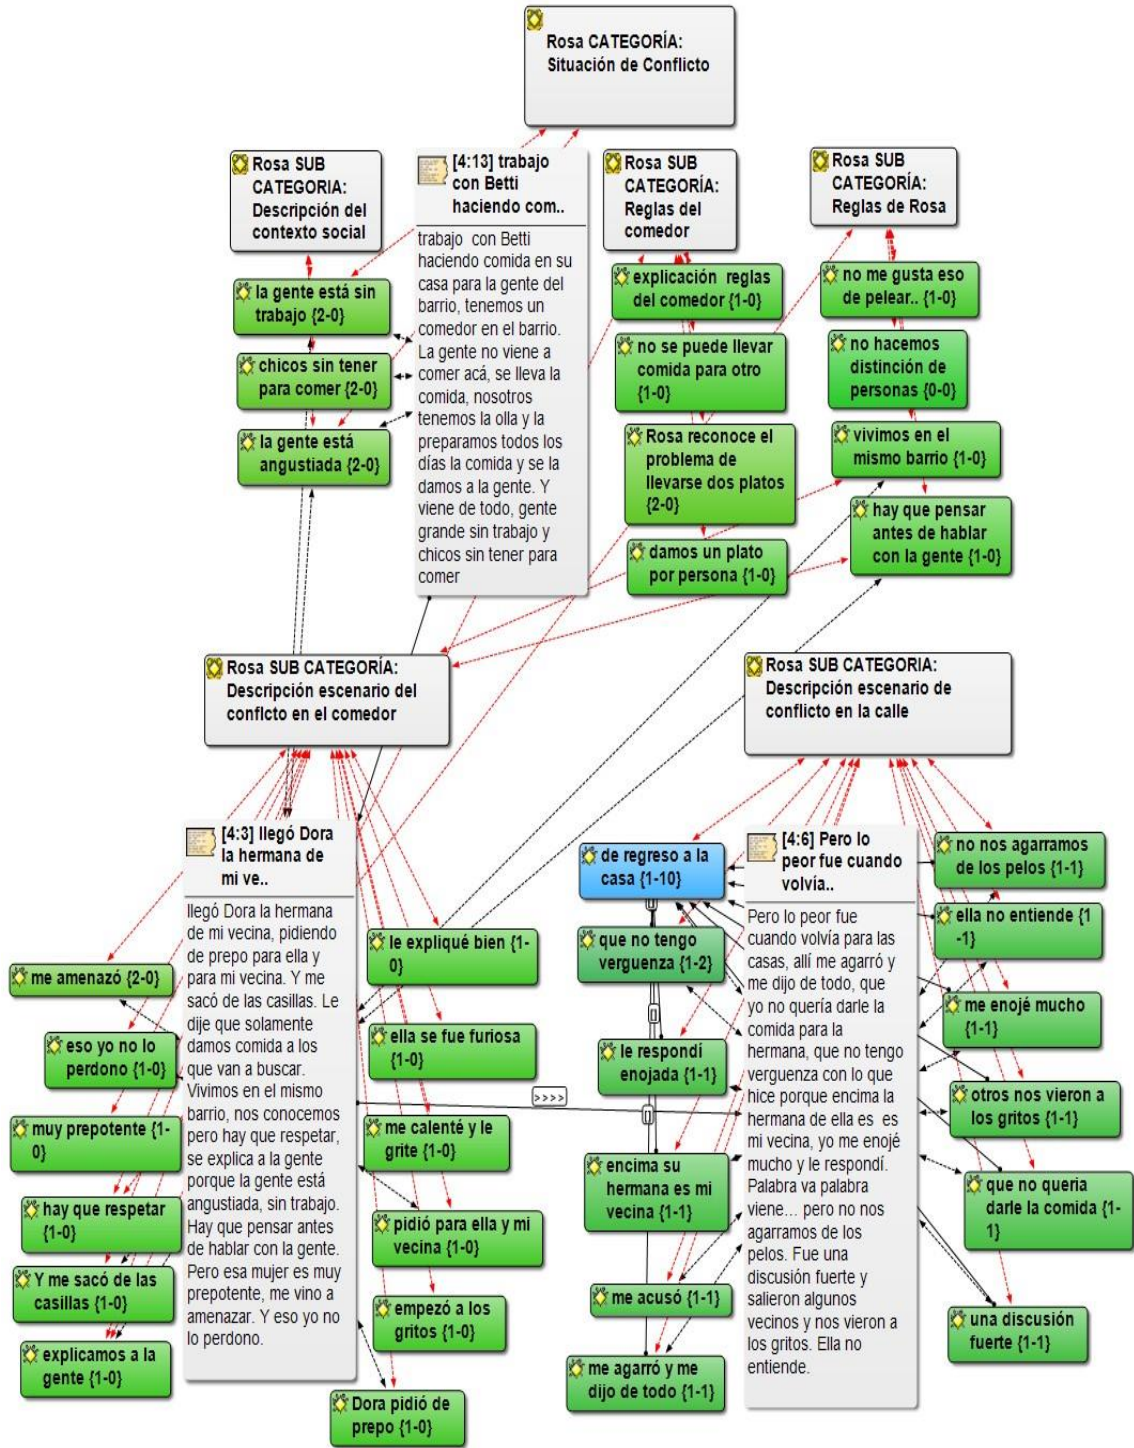 Rosa CATEGORÍA:
Situación de Conflicto
Rosa SUB
CATEGORIA:
Descripción del
contexto social
[4:13] trabajo
con Betti
haciendo com..
trabajo con Betti
haciendo comida en su
casa para la gente del
barrio, tenemos un
comedor en el barrio.
La gente no viene a
comer acá, se lleva la
comida, nosotros
tenemos la olla y la
preparamos todos los
días la comida y se la
damos a la gente. Y
viene de todo, gente
grande sin trabajo y
chicos sin tener para
comer
Rosa SUB
CATEGORÍA:
Reglas del
comedor
Rosa SUB
CATEGORÍA:
Reglas de Rosa
la gente está sin
trabajo {2-0}
chicos sin tener
para comer {2-0}
la gente está
angustiada {2-0}
explicación reglas
del comedor {1-0}
no se puede llevar
comida para otro
{1-0}
Rosa reconoce el
problema de
llevarse dos platos
{2-0}
damos un plato
por persona {1-0}
no me gusta eso
de pelear.. {1-0}
no hacemos
distinción de
personas {0-0}
vivimos en el
mismo barrio {1-0}
hay que pensar
antes de hablar
con la gente {1-0}
Rosa SUB CATEGORÍA:
Descripción escenario del
conflcto en el comedor
Rosa SUB CATEGORIA:
Descripción escenario de
conflicto en la calle
[4:3] llegó Dora
la hermana de
mi ve..
llegó Dora la hermana
de mi vecina, pidiendo
de prepo para ella y
para mi vecina. Y me
sacó de las casillas. Le
dije que solamente
damos comida a los
que van a buscar.
Vivimos en el mismo
barrio, nos conocemos
pero hay que respetar,
se explica a la gente
porque la gente está
angustiada, sin trabajo.
Hay que pensar antes
de hablar con la gente.
Pero esa mujer es muy
prepotente, me vino a
amenazar. Y eso yo no
lo perdono.
me amenazó {2-0}
eso yo no lo
perdono {1-0}
muy prepotente {1-
0}
hay que respetar
{1-0}
Y me sacó de las
casillas {1-0}
explicamos a la
gente {1-0}
le expliqué bien {1-
0}
ella se fue furiosa
{1-0}
me calenté y le
grite {1-0}
pidió para ella y mi
vecina {1-0}
empezó a los
gritos {1-0}
Dora pidió de
prepo {1-0}
>>>>
de regreso a la
casa {1-10}
que no tengo
verguenza {1-2}
le respondí
enojada {1-1}
encima su
hermana es mi
vecina {1-1}
me acusó {1-1}
me agarró y me
dijo de todo {1-1}
[4:6] Pero lo
peor fue cuando
volvía..
Pero lo peor fue
cuando volvía para las
casas, allí me agarró y
me dijo de todo, que
yo no quería darle la
comida para la
hermana, que no tengo
verguenza con lo que
hice porque encima la
hermana de ella es es
mi vecina, yo me enojé
mucho y le respondí.
Palabra va palabra
viene... pero no nos
agarramos de los
pelos. Fue una
discusión fuerte y
salieron algunos
vecinos y nos vieron a
los gritos. Ella no
entiende.
no nos agarramos
de los pelos {1-1}
ella no entiende {1
-1}
me enojé mucho
{1-1}
otros nos vieron a
los gritos {1-1}
que no queria
darle la comida {1-
1}
una discusión
fuerte {1-1}